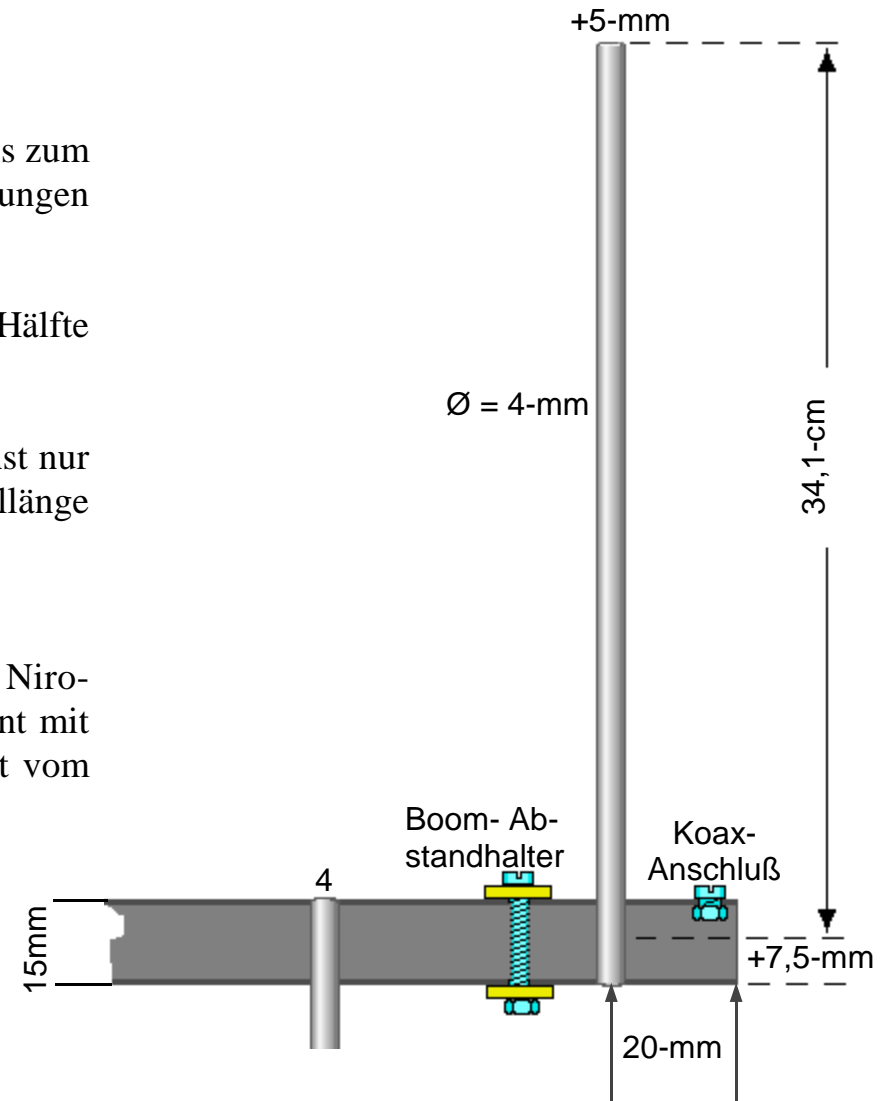 +5-mm
s zum
ungen
Hälfte
Ø = 4-mm
34,1-cm
st nur
llänge
Niro-
nt mit
t vom
Boom- Ab-
standhalter
Koax-
Anschluß
4
15mm
+7,5-mm
20-mm